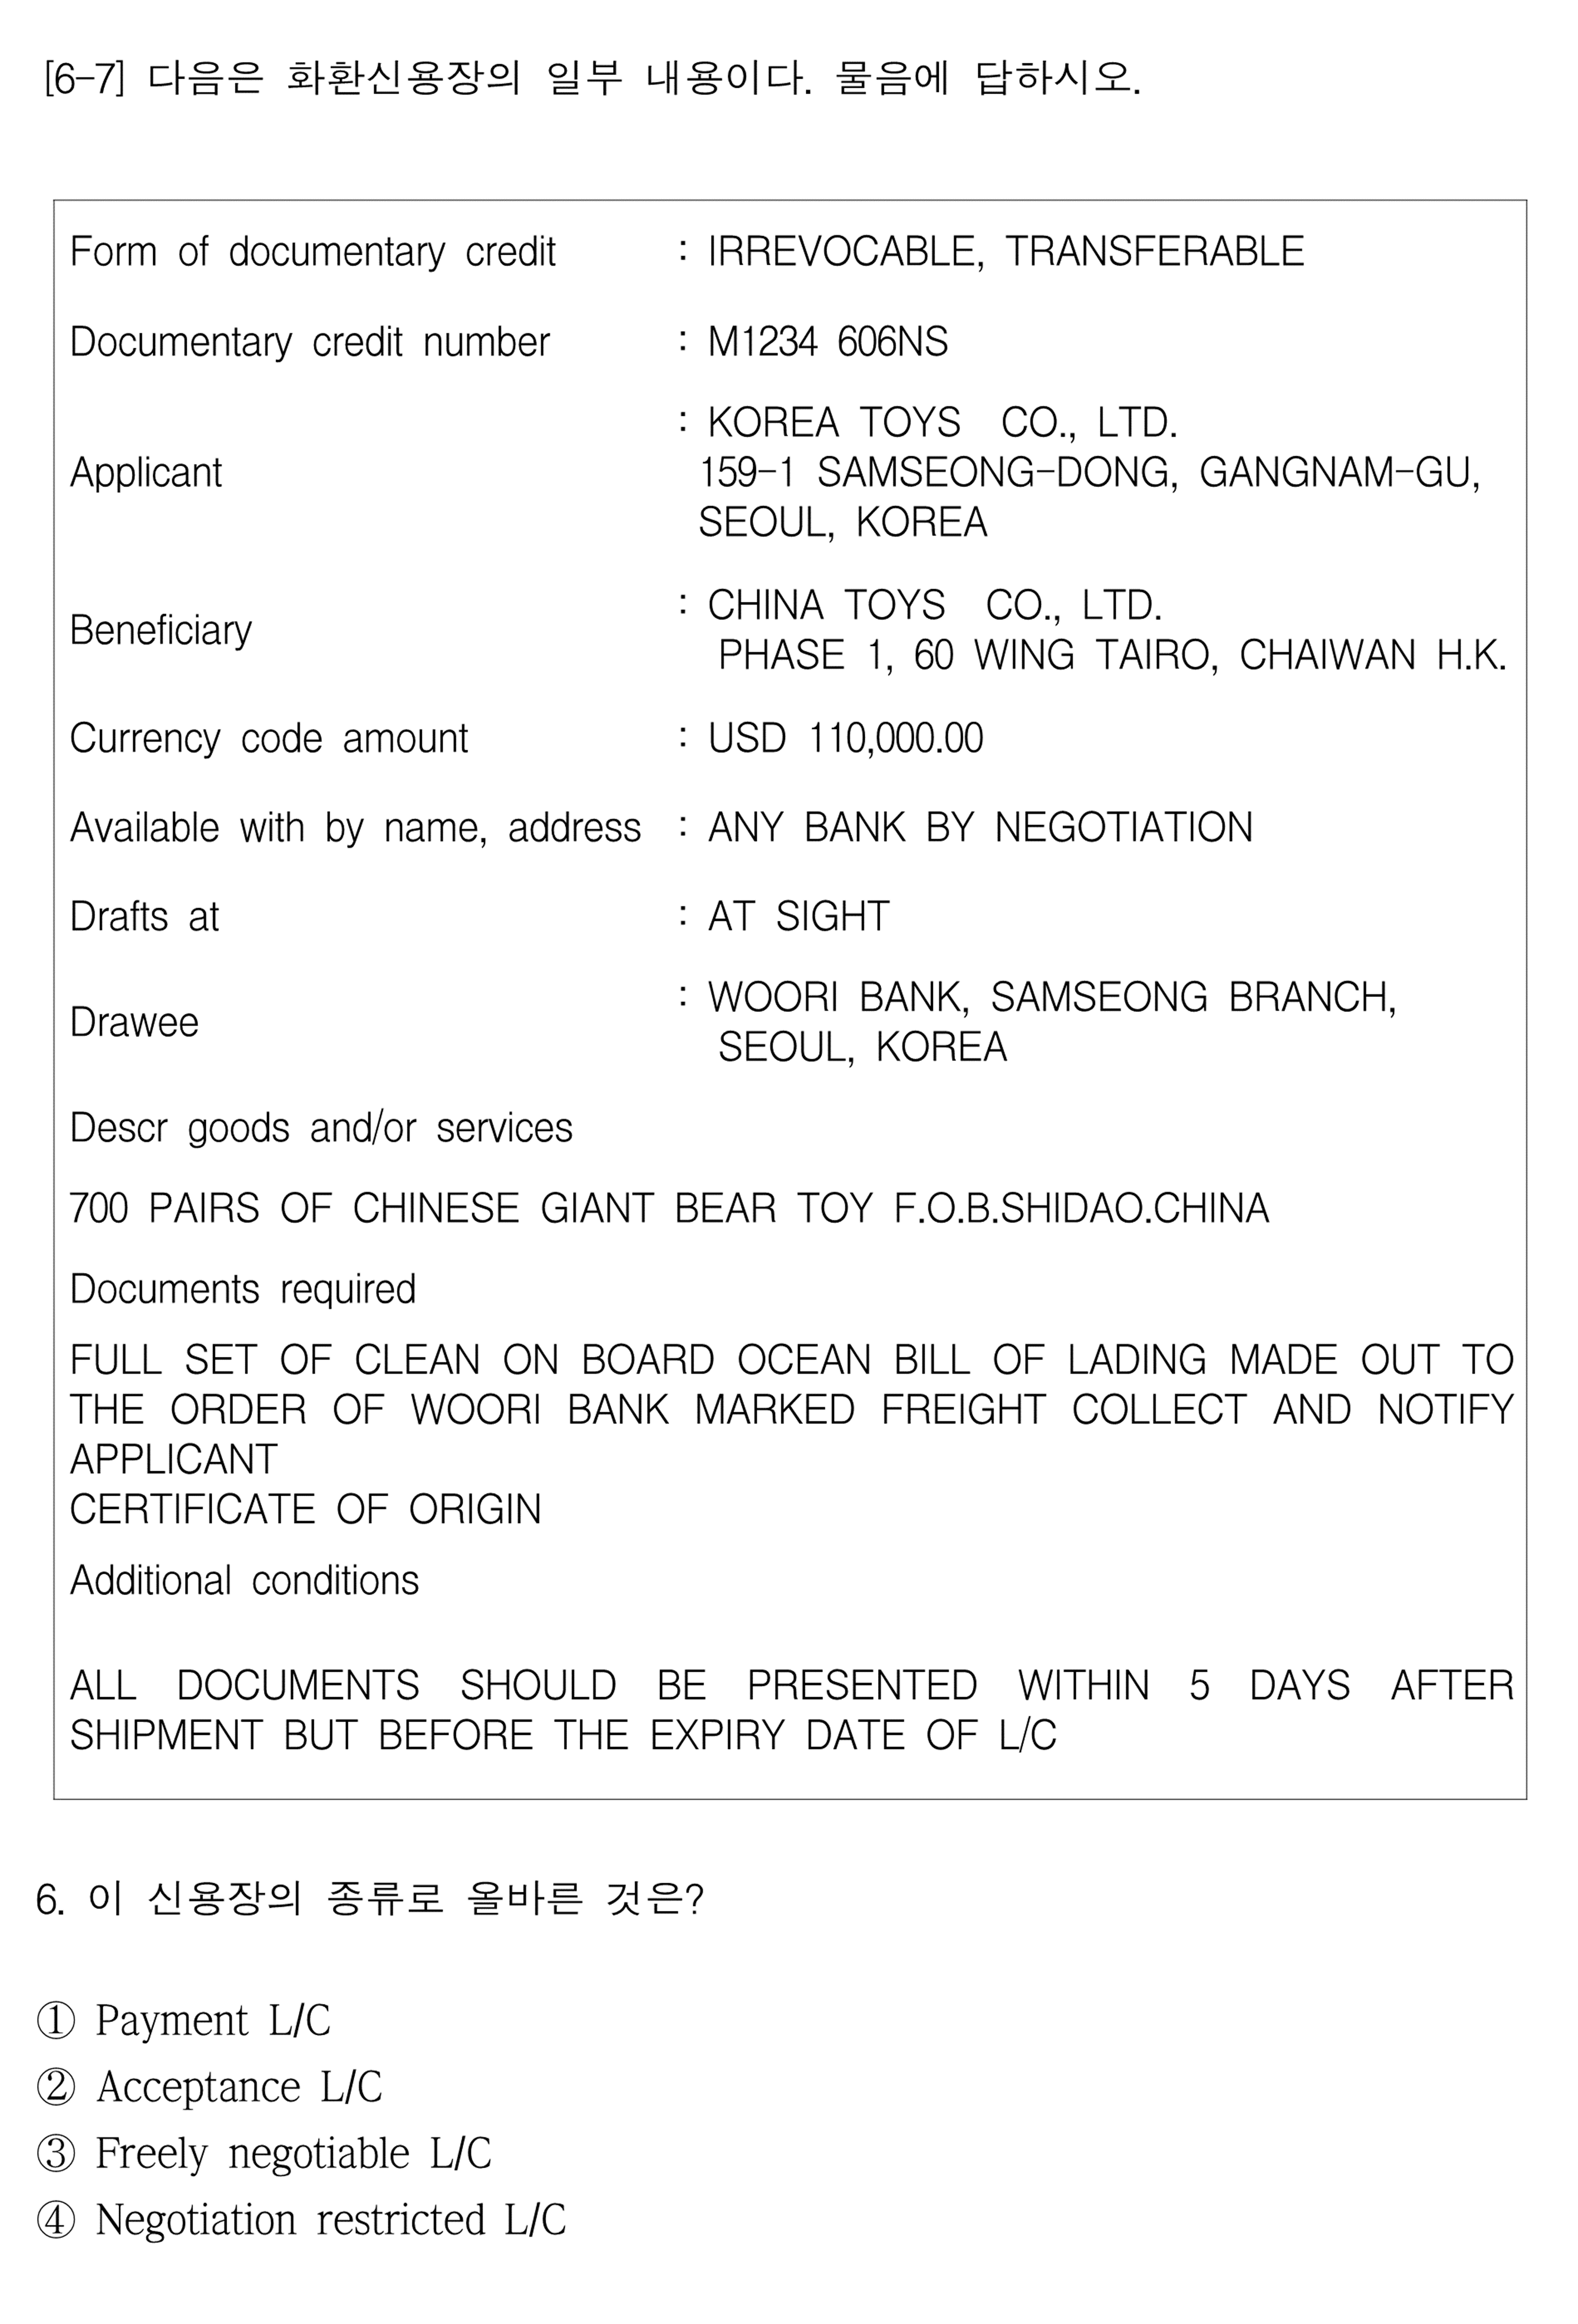 [6-7] 다음은 화환신용장의 일부 내용이다. 물음에 답하시오.
Form of documentary credit : IRREVOCABLE, TRANSFERABLE
Documentary credit number : M1234 606NS
Applicant : KOREA TOYS CO., LTD.
159-1 SAMSEONG-DONG, GANGNAM-GU,
SEOUL, KOREA
Beneficiary : CHINA TOYS CO., LTD.
PHASE 1, 60 WING TAIRO, CHAIWAN H.K.
Currency code amount : USD 110,000.00
Available with by name, address : ANY BANK BY NEGOTIATION
Drafts at : AT SIGHT
Drawee : WOORI BANK, SAMSEONG BRANCH,
SEOUL, KOREA
Descr goods and/or services
700 PAIRS OF CHINESE GIANT BEAR TOY F.O.B.SHIDAO.CHINA
Documents required
FULL SET OF CLEAN ON BOARD OCEAN BILL OF LADING MADE OUT TO
THE ORDER OF WOORI BANK MARKED FREIGHT COLLECT AND NOTIFY
APPLICANT
CERTIFICATE OF ORIGIN
Additional conditions
ALL DOCUMENTS SHOULD BE PRESENTED WITHIN 5 DAYS AFTER
SHIPMENT BUT BEFORE THE EXPIRY DATE OF L/C
6. 이 신용장의 종류로 올바른 것은?
① Payment L/C
② Acceptance L/C
③ Freely negotiable L/C
④ Negotiation restricted L/C